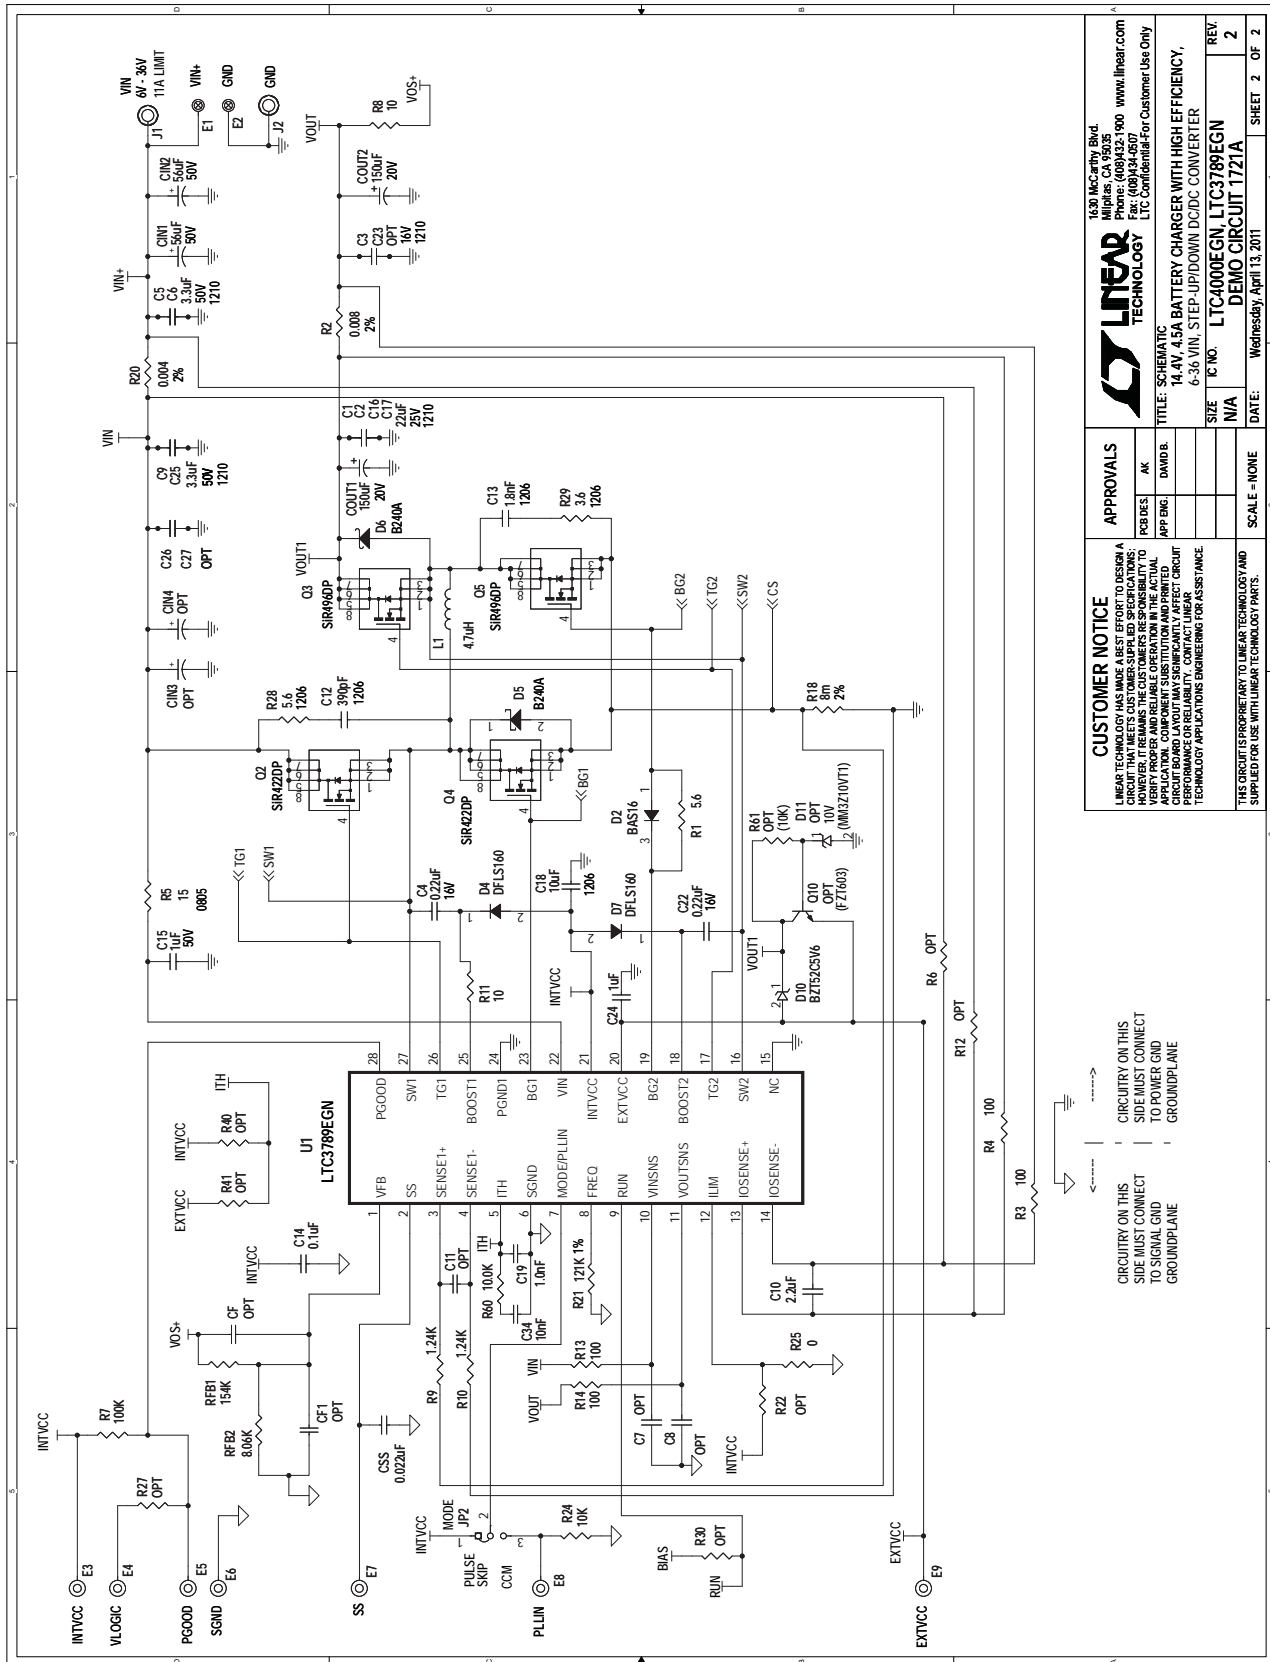 VIN
6V - 36V
11A LIMIT
J1
VIN+
E1
GND
E2
GND
J2
CIN2
56uF
50V
CIN1
56uF
50V
VIN+
C5
C6
3.3uF
50V
1210
R20
0.004
2%
VIN
C9
C25
3.3uF
50V
1210
C26
C27
OPT
CIN4
OPT
CIN3
OPT
VOUT
R8
10
VOS+
COUT2
150uF
20V
C3
C23
OPT
16V
1210
R2
0.008
2%
C1
C2
C16
C17
22uF
25V
1210
COUT1
150uF
20V
VOUT1
D6
B240A
Q3
SiR496DP
L1
4.7uH
Q5
SiR496DP
C13
1.8nF
1206
R29
3.6
1206
R28
5.6
1206
C12
390pF
1206
Q2
SiR422DP
Q4
SiR422DP
D5
B240A
BG1
BG2
TG2
SW2
CS
R18
8m
2%
R5
15
0805
C15
1uF
50V
TG1
SW1
C4
0.22uF
16V
D4
DFLS160
R11
10
C18
10uF
1206
D7
DFLS160
C22
0.22uF
16V
D2
BAS16
R1
5.6
INTVCC
C24
1uF
VOUT1
D10
BZT52C5V6
Q10
OPT
(FZT603)
R61
OPT
(10K)
D11
OPT
10V
(MM3Z10VT1)
R6
OPT
R12
OPT
R4
100
R3
100
U1
LTC3789EGN
1 VFB
2 SS
3 SENSE1+
4 SENSE1-
5 ITH
6 SGND
7 MODE/PLLIN
8 FREQ
9 RUN
10 VINSNS
11 VOUTSNS
12 ILIM
13 IOSENSE+
14 IOSENSE-
28 PGOOD
27 SW1
26 TG1
25 BOOST1
24 PGND1
23 BG1
22 VIN
21 INTVCC
20 EXTVCC
19 BG2
18 BOOST2
17 TG2
16 SW2
15 NC
ITH
INTVCC
R40
OPT
EXTVCC
R41
OPT
INTVCC
C14
0.1uF
VOS+
CF
OPT
RFB1
154K
RFB2
8.06K
CF1
OPT
INTVCC
R7
100K
R27
OPT
INTVCC
E3
VLOGIC
E4
PGOOD
E5
SGND
E6
SS
E7
CSS
0.022uF
R9
1.24K
R10
1.24K
C11
OPT
ITH
R60
10.0K
C19
1.0nF
C34
10nF
R21
121K 1%
VIN
R13
100
VOUT
R14
100
C7
OPT
C8
OPT
INTVCC
R22
OPT
R25
0
C10
2.2uF
INTVCC
MODE
JP2
1
2
3
PULSE
SKIP
CCM
PLLIN
E8
R24
10K
BIAS
R30
OPT
RUN
EXTVCC
EXTVCC
E9
CIRCUITRY ON THIS
SIDE MUST CONNECT
TO SIGNAL GND
GROUNDPLANE
CIRCUITRY ON THIS
SIDE MUST CONNECT
TO POWER GND
GROUNDPLANE
CUSTOMER NOTICE
LINEAR TECHNOLOGY HAS MADE A BEST EFFORT TO DESIGN A
CIRCUIT THAT MEETS CUSTOMER-SUPPLIED SPECIFICATIONS;
HOWEVER, IT REMAINS THE CUSTOMER'S RESPONSIBILITY TO
VERIFY PROPER AND RELIABLE OPERATION IN THE ACTUAL
APPLICATION. COMPONENT SUBSTITUTION AND PRINTED
CIRCUIT BOARD LAYOUT MAY SIGNIFICANTLY AFFECT CIRCUIT
PERFORMANCE OR RELIABILITY. CONTACT LINEAR
TECHNOLOGY APPLICATIONS ENGINEERING FOR ASSISTANCE.
THIS CIRCUIT IS PROPRIETARY TO LINEAR TECHNOLOGY AND
SUPPLIED FOR USE WITH LINEAR TECHNOLOGY PARTS.
APPROVALS
PCB DES. AK
APP ENG. DAVID B.
SCALE = NONE
LINEAR
TECHNOLOGY
1630 McCarthy Blvd.
Milpitas, CA 95035
Phone: (408)432-1900 www.linear.com
Fax: (408)434-0507
LTC Confidential-For Customer Use Only
TITLE: SCHEMATIC
14.4V, 4.5A BATTERY CHARGER WITH HIGH EFFICIENCY,
6-36 VIN, STEP-UP/DOWN DC/DC CONVERTER
SIZE
N/A
IC NO.
LTC4000EGN, LTC3789EGN
DEMO CIRCUIT 1721A
REV.
2
DATE: Wednesday, April 13, 2011
SHEET 2 OF 2